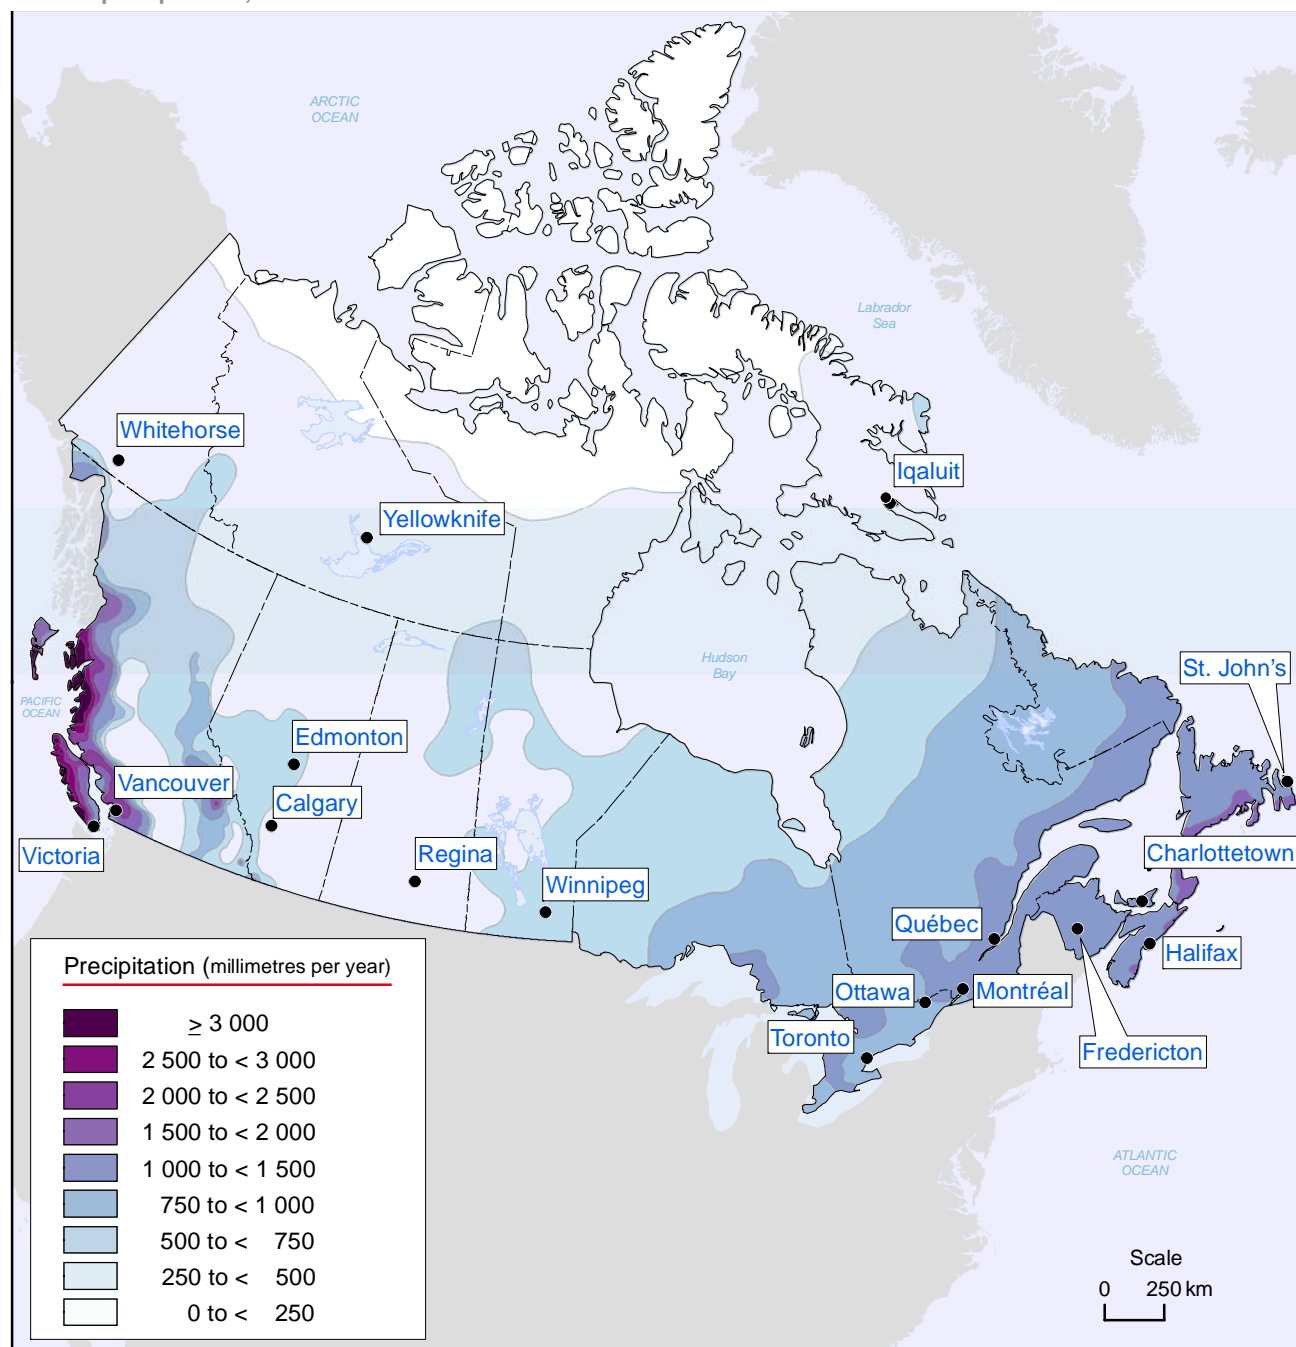 ARCTIC
OCEAN
Labrador
Sea
Whitehorse
Iqaluit
Yellowknife
Hudson
Bay
St. John’s
PACIFIC
OCEAN
Edmonton
Vancouver
Calgary
Victoria
Regina
Charlottetown
Winnipeg
Québec
Halifax
Ottawa
Montréal
Toronto
Fredericton
Precipitation (millimetres per year)
≥ 3 000
2 500 to < 3 000
2 000 to < 2 500
1 500 to < 2 000
1 000 to < 1 500
750 to < 1 000
500 to < 750
250 to < 500
0 to < 250
ATLANTIC
OCEAN
Scale
0 250 km